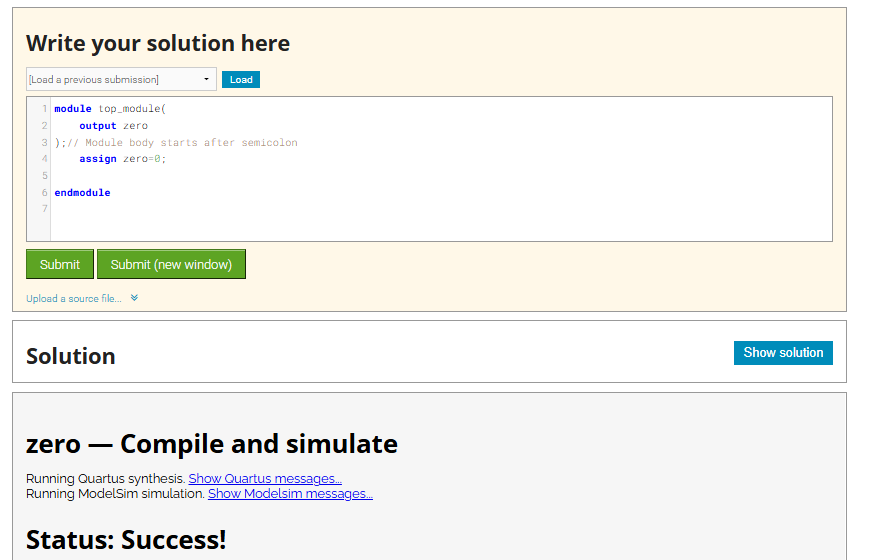 Write your solution here
[Load a previous submission] Load
1 module top_module(
2     output zero
3 );// Module body starts after semicolon
4     assign zero=0;
5
6 endmodule
7
Submit Submit (new window)
Upload a source file...
Solution Show solution
zero — Compile and simulate
Running Quartus synthesis. Show Quartus messages...
Running ModelSim simulation. Show Modelsim messages...
Status: Success!